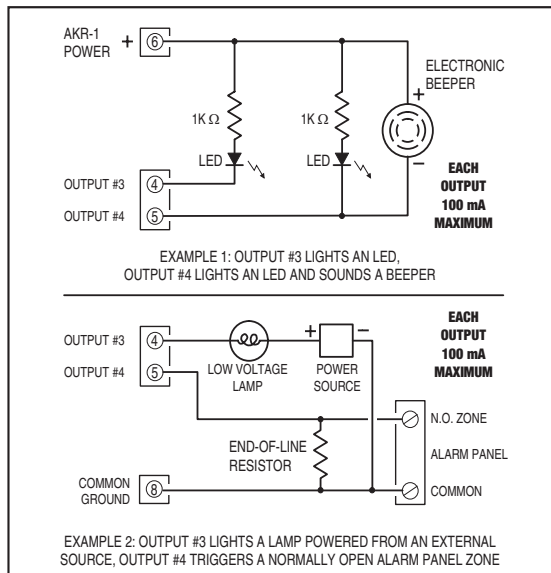 AKR-1
POWER
+
6
ELECTRONIC
BEEPER
+
1K Ω
1K Ω
LED
LED
–
OUTPUT #3
4
OUTPUT #4
5
EACH
OUTPUT
100 mA
MAXIMUM
EXAMPLE 1: OUTPUT #3 LIGHTS AN LED,
OUTPUT #4 LIGHTS AN LED AND SOUNDS A BEEPER
OUTPUT #3
4
OUTPUT #4
5
LOW VOLTAGE
LAMP
+ –
POWER
SOURCE
EACH
OUTPUT
100 mA
MAXIMUM
N.O. ZONE
END-OF-LINE
RESISTOR
ALARM PANEL
COMMON
GROUND
8
COMMON
EXAMPLE 2: OUTPUT #3 LIGHTS A LAMP POWERED FROM AN EXTERNAL
SOURCE, OUTPUT #4 TRIGGERS A NORMALLY OPEN ALARM PANEL ZONE